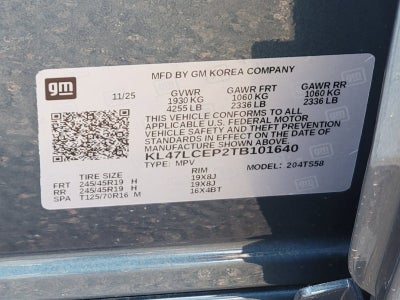 gm
MFD BY GM KOREA COMPANY
11/25 GVWR GAWR FRT GAWR RR
1930 KG 1060 KG 1060 KG
4255 LB 2336 LB 2336 LB
THIS VEHICLE CONFORMS TO ALL
APPLICABLE U.S. FEDERAL MOTOR
VEHICLE SAFETY AND BUMPER
STANDARDS IN EFFECT ON THE DATE OF
MANUFACTURE SHOWN ABOVE.
KL47LCEP2TB101640
TYPE: MPV MODEL: 204TS58
TIRE SIZE RIM
FRT 245/45R19 H 19X8J
RR 245/45R19 H 19X8J
SPA T125/70R16 M 16X4BT